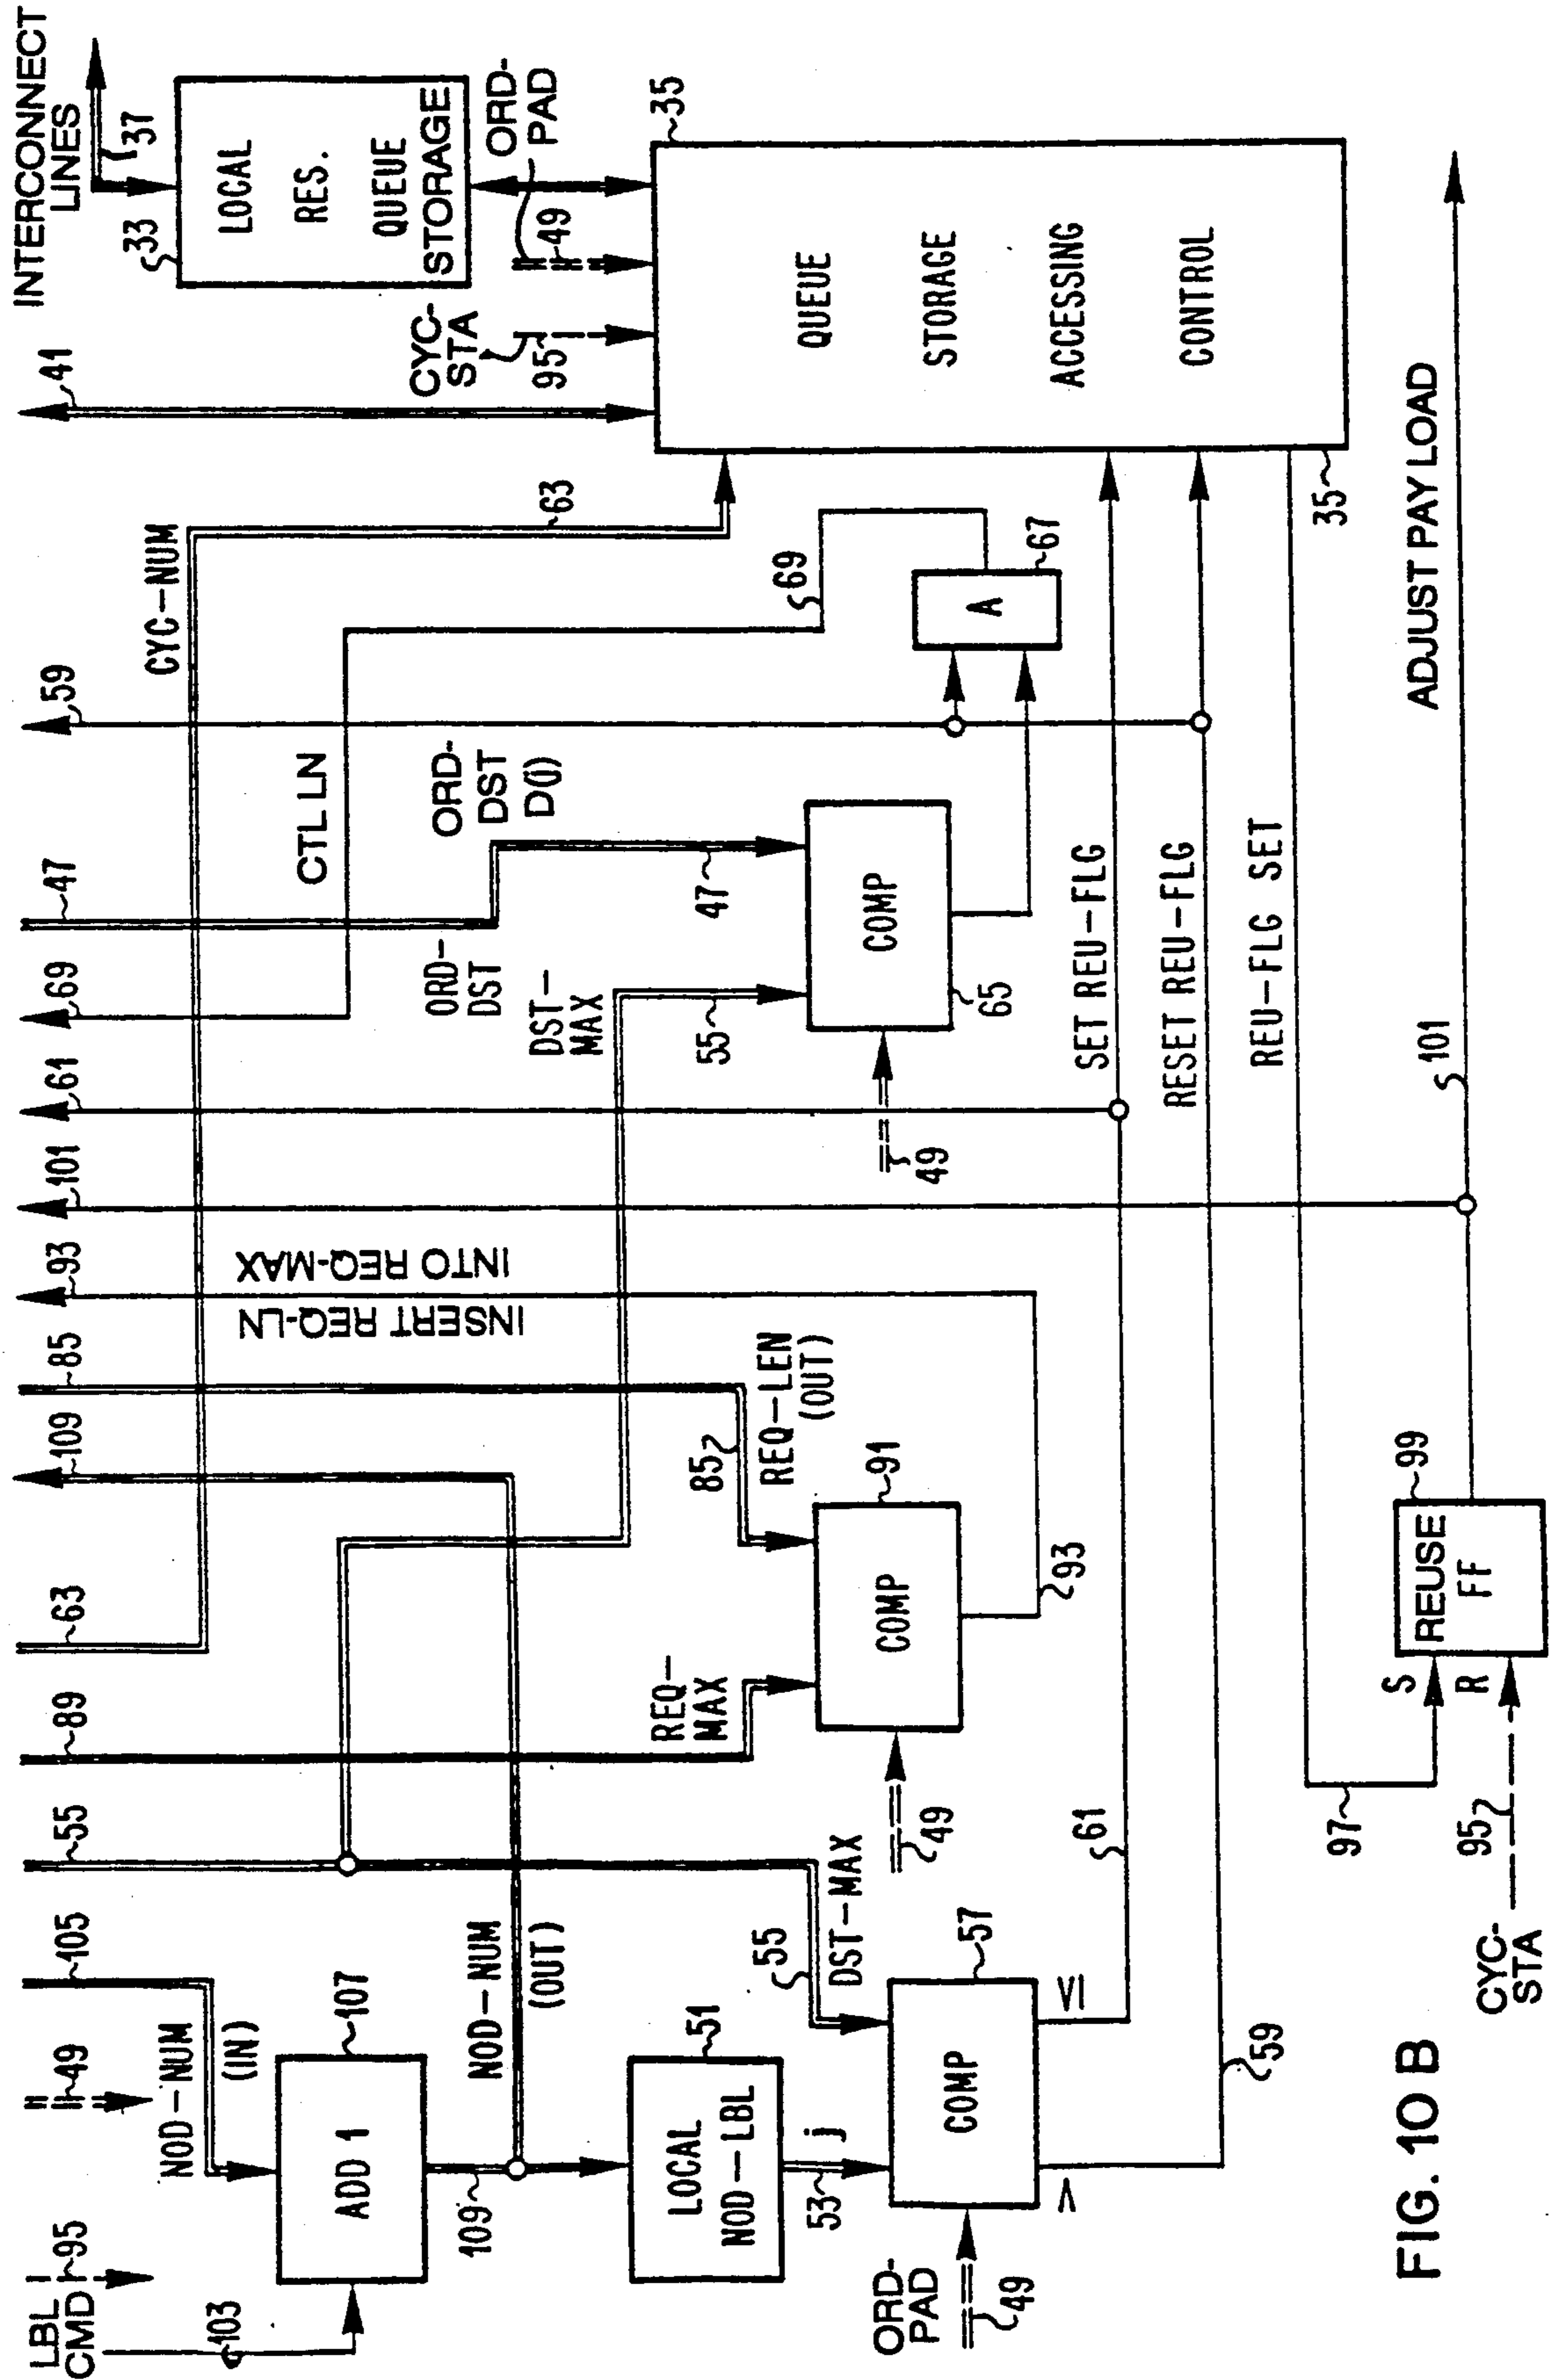 LBL
CMD
95
103
49
105
NOD-NUM
(IN)
ADD 1
107
109
NOD-NUM
(OUT)
LOCAL
NOD-LBL
51
53
j
ORD-
PAD
49
COMP
57
>
≤
59
61
55
55
DST-MAX
89
REQ-
MAX
63
109
85
85
REQ-LEN
(OUT)
COMP
91
49
93
93
INSERT REQ-LN
INTO REQ-MAX
101
61
69
47
ORD-
DST
DST-
MAX
55
47
ORD-
DST
D(j)
COMP
65
49
CTL LN
59
CYC-NUM
63
69
A
67
SET REU-FLG
RESET REU-FLG
REU-FLG SET
41
CYC-
STA
95
ORD-
PAD
49
INTERCONNECT
LINES
37
33
LOCAL
RES.
QUEUE
STORAGE
35
QUEUE
STORAGE
ACCESSING
CONTROL
35
97
S
R
REUSE
FF
99
CYC-
STA
95
101
ADJUST PAY LOAD
FIG. 10 B